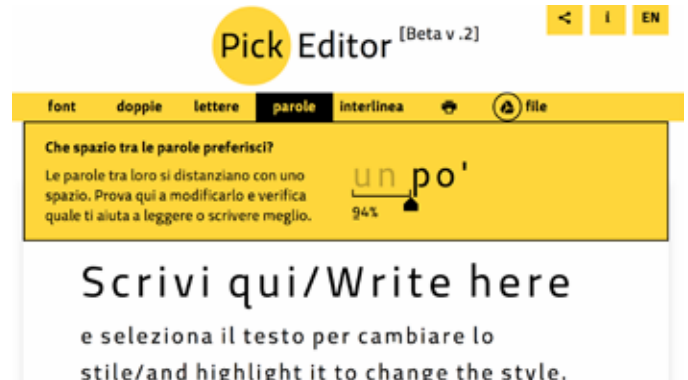 Pick Editor [Beta v .2]
i EN
font doppie lettere parole interlinea file
Che spazio tra le parole preferisci?
Le parole tra loro si distanziano con uno
spazio. Prova qui a modificarlo e verifica
quale ti aiuta a leggere o scrivere meglio.
un po'
94%
Scrivi qui/Write here
e seleziona il testo per cambiare lo
stile/and highlight it to change the style.